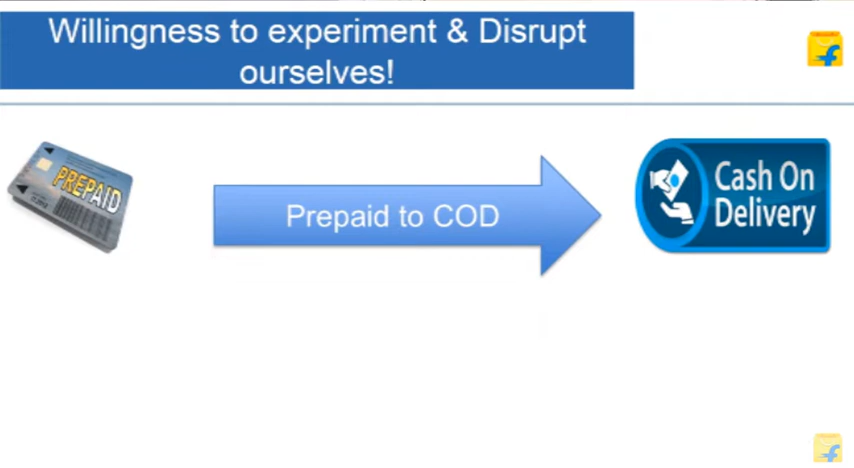 Willingness to experiment & Disrupt
ourselves!
PREPAID
Prepaid to COD
Cash On
Delivery